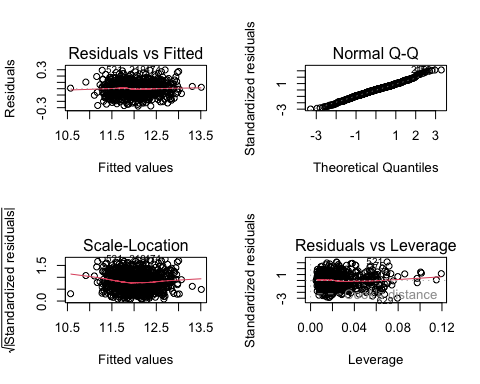 Residuals vs Fitted
Residuals
-0.3
0.3
10.5 11.5 12.5 13.5
Fitted values
Normal Q-Q
Standardized residuals
-3
1
-3 -1 1 2 3
Theoretical Quantiles
Scale-Location
√|Standardized residuals|
0.0
1.5
10.5 11.5 12.5 13.5
Fitted values
Residuals vs Leverage
Standardized residuals
-3
1
distance
0.00 0.04 0.08 0.12
Leverage